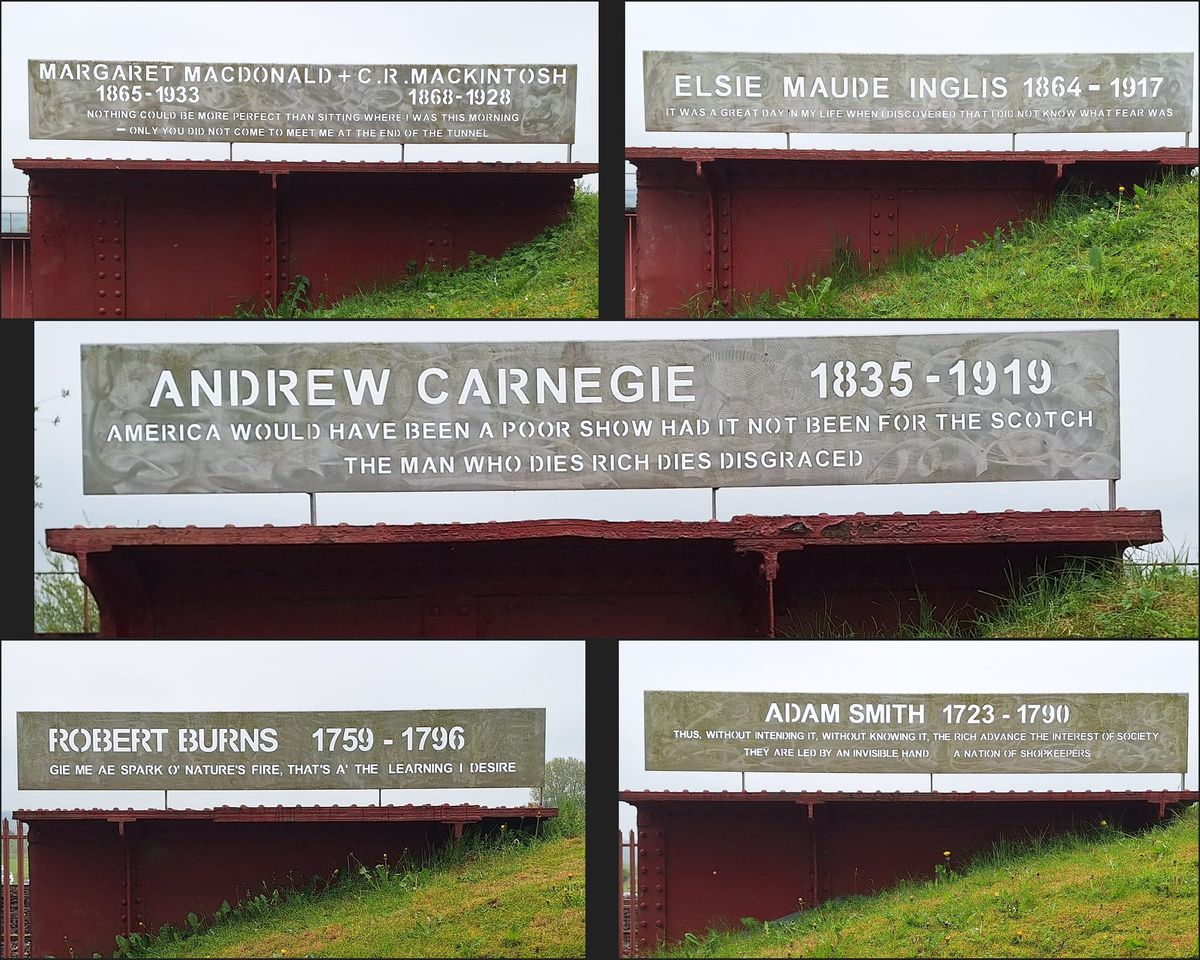 MARGARET MACDONALD + C.R. MACKINTOSH
1865-1933 1868-1928
NOTHING COULD BE MORE PERFECT THAN SITTING WHERE I WAS THIS MORNING
— ONLY YOU DID NOT COME TO MEET ME AT THE END OF THE TUNNEL
ELSIE MAUDE INGLIS 1864 - 1917
IT WAS A GREAT DAY IN MY LIFE WHEN I DISCOVERED THAT I DID NOT KNOW WHAT FEAR WAS
ANDREW CARNEGIE 1835 - 1919
AMERICA WOULD HAVE BEEN A POOR SHOW HAD IT NOT BEEN FOR THE SCOTCH
THE MAN WHO DIES RICH DIES DISGRACED
ROBERT BURNS 1759 - 1796
GIE ME AE SPARK O' NATURE'S FIRE, THAT'S A' THE LEARNING I DESIRE
ADAM SMITH 1723 - 1790
THUS, WITHOUT INTENDING IT, WITHOUT KNOWING IT, THE RICH ADVANCE THE INTEREST OF SOCIETY
THEY ARE LED BY AN INVISIBLE HAND A NATION OF SHOPKEEPERS